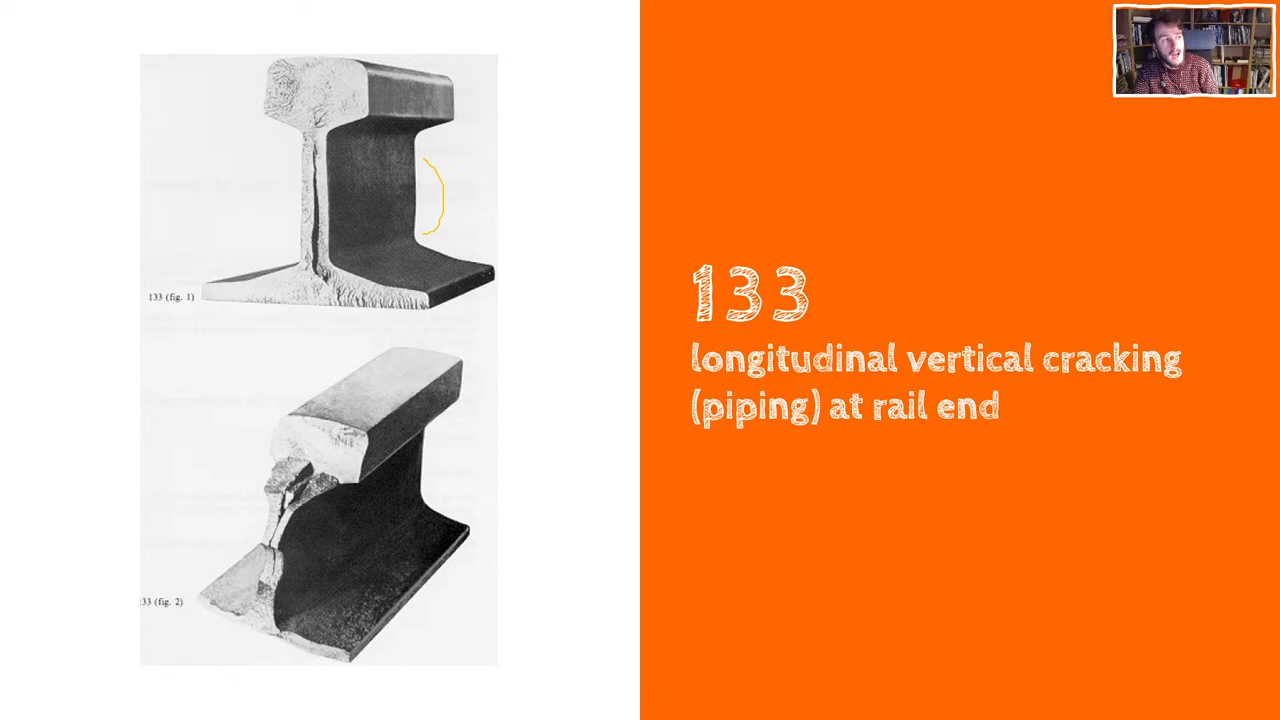 133 (fig. 1)
33 (fig. 2)
133
longitudinal vertical cracking
(piping) at rail end